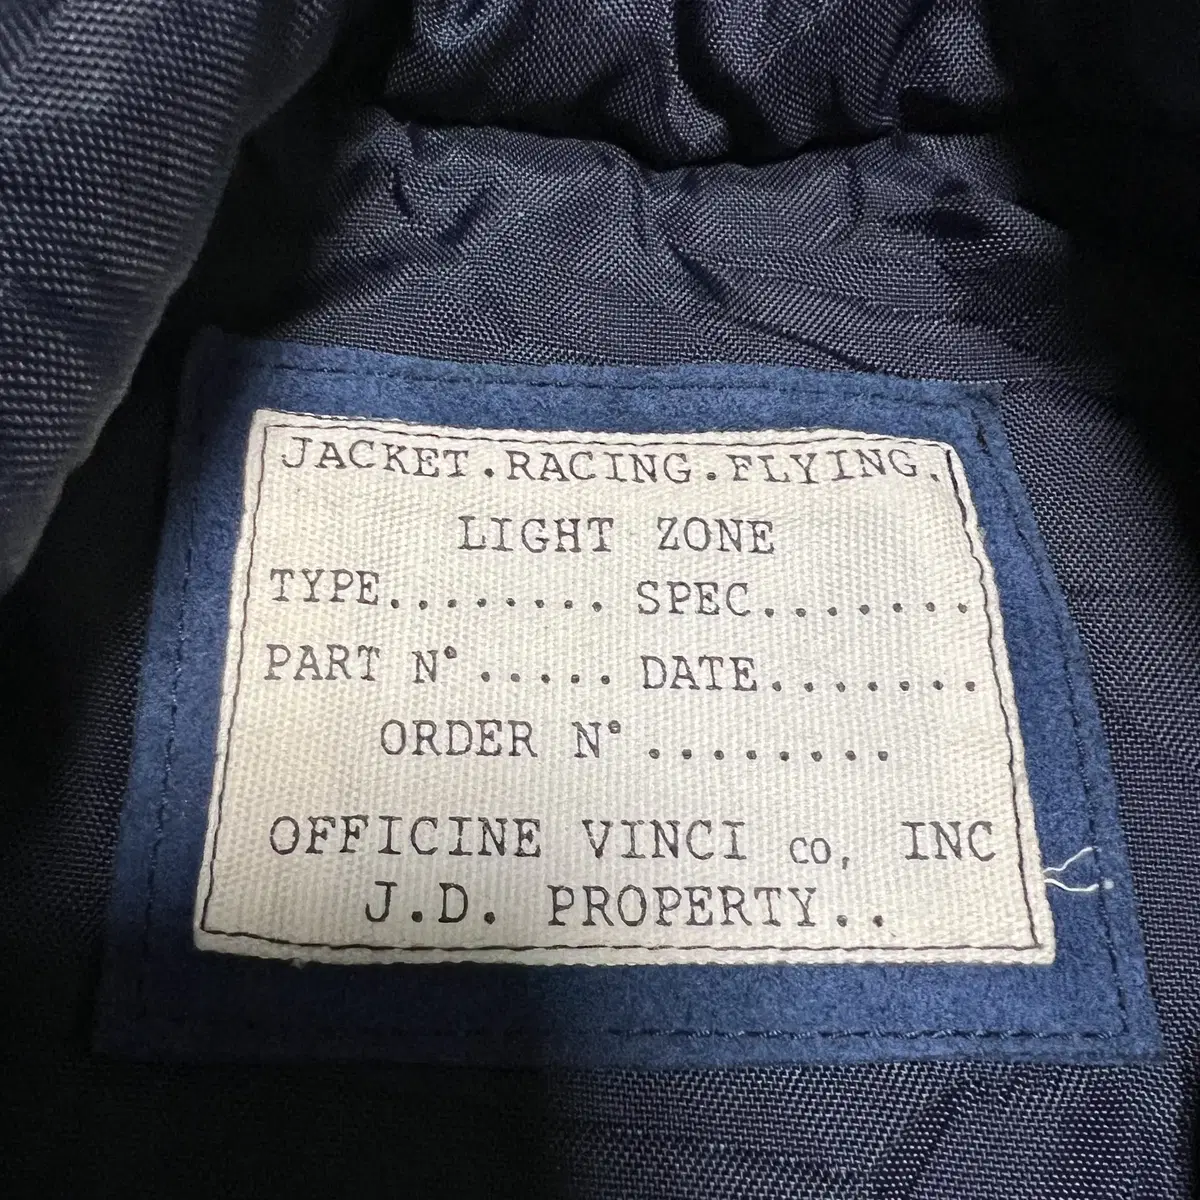 JACKET.RACING.FLYING.
LIGHT ZONE
TYPE........ SPEC.......
PART N°..... DATE.......
ORDER N°........
OFFICINE VINCI co, INC
J.D. PROPERTY..